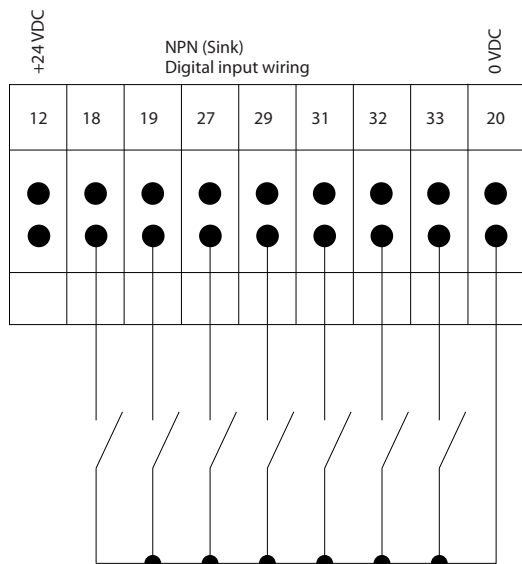 +24 VDC
NPN (Sink)
Digital input wiring
0 VDC
12 18 19 27 29 31 32 33 20